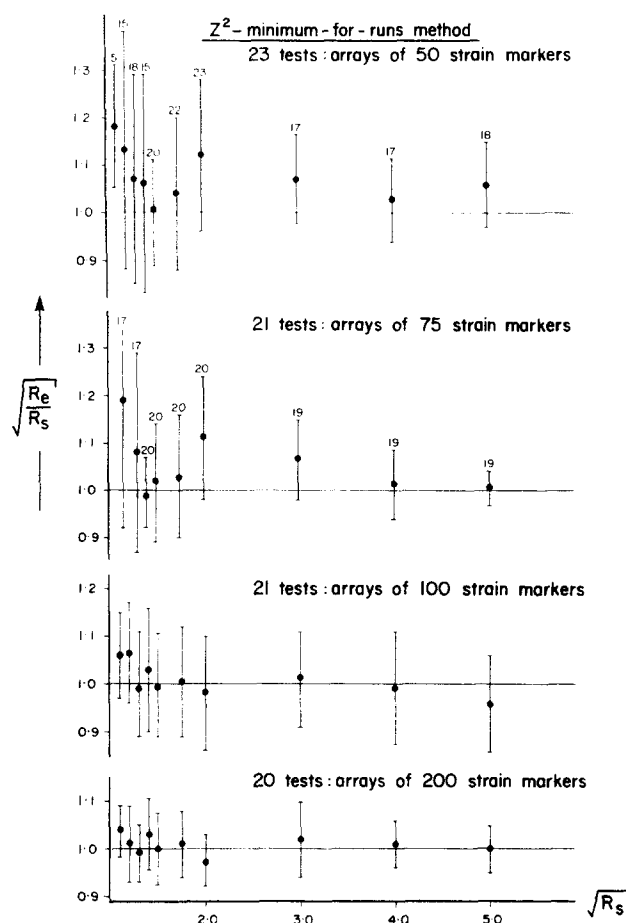 Z²-minimum-for-runs method
23 tests: arrays of 50 strain markers
5 15 18 15 20 22 23 17 17 18
1·3
1·2
1·1
1·0
0·9
21 tests: arrays of 75 strain markers
17 17 20 20 20 20 19 19 19
1·3
1·2
1·1
1·0
0·9
√Re/Rs
21 tests: arrays of 100 strain markers
1·2
1·1
1·0
0·9
20 tests: arrays of 200 strain markers
1·1
1·0
0·9
2·0 3·0 4·0 5·0 √Rs